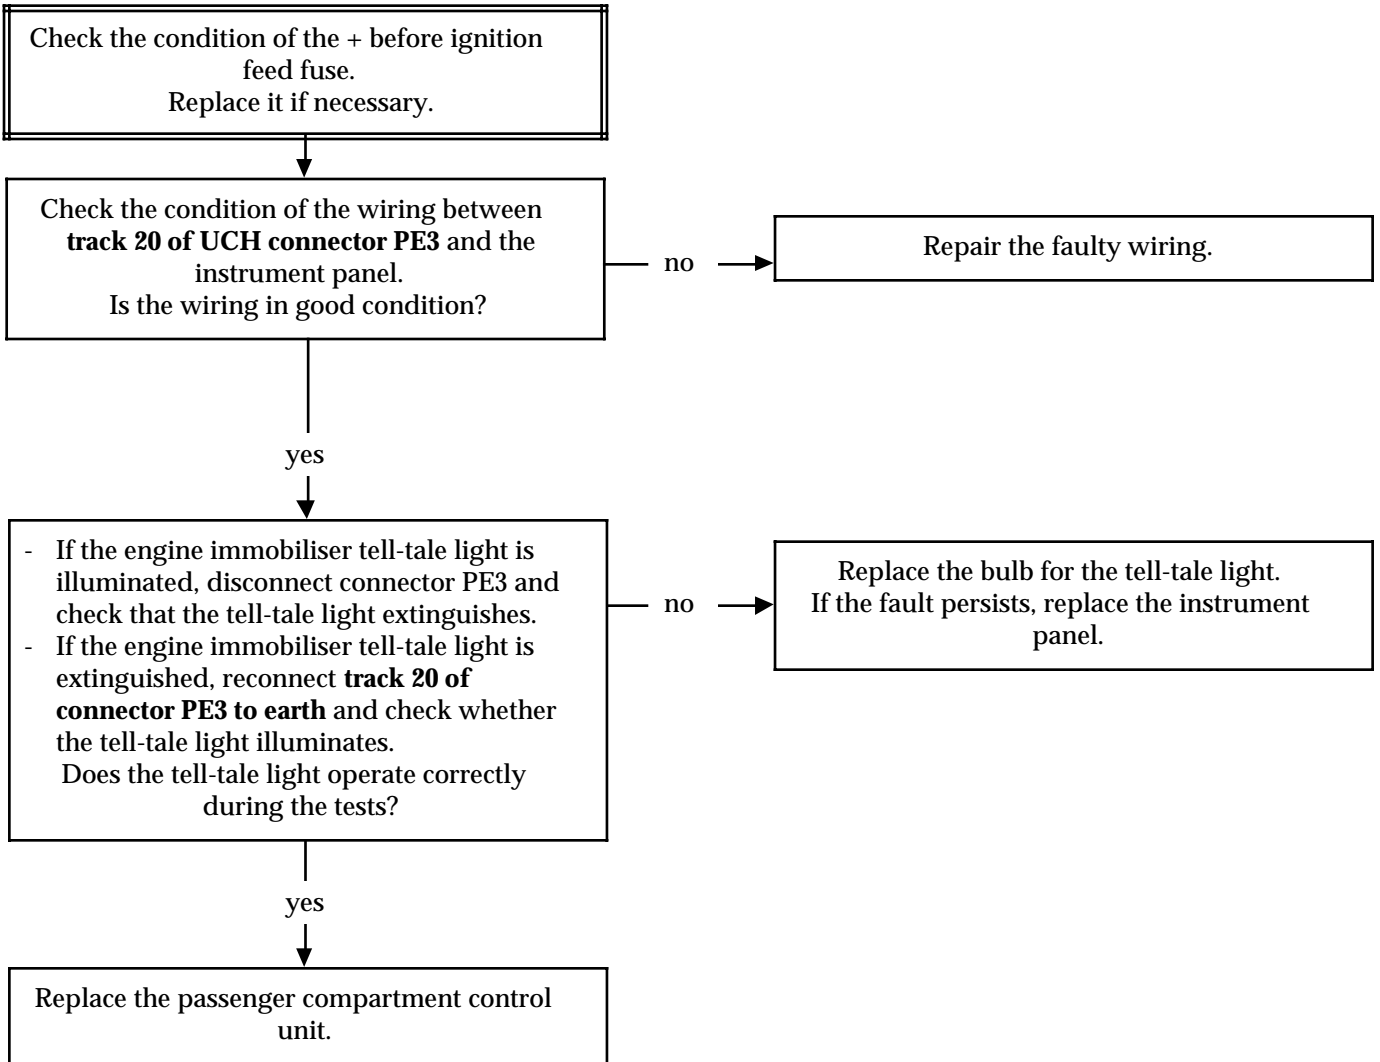 Check the condition of the + before ignition
feed fuse.
Replace it if necessary.
Check the condition of the wiring between
track 20 of UCH connector PE3 and the
instrument panel.
Is the wiring in good condition?
no
Repair the faulty wiring.
yes
- If the engine immobiliser tell-tale light is
illuminated, disconnect connector PE3 and
check that the tell-tale light extinguishes.
- If the engine immobiliser tell-tale light is
extinguished, reconnect track 20 of
connector PE3 to earth and check whether
the tell-tale light illuminates.
Does the tell-tale light operate correctly
during the tests?
no
Replace the bulb for the tell-tale light.
If the fault persists, replace the instrument
panel.
yes
Replace the passenger compartment control
unit.